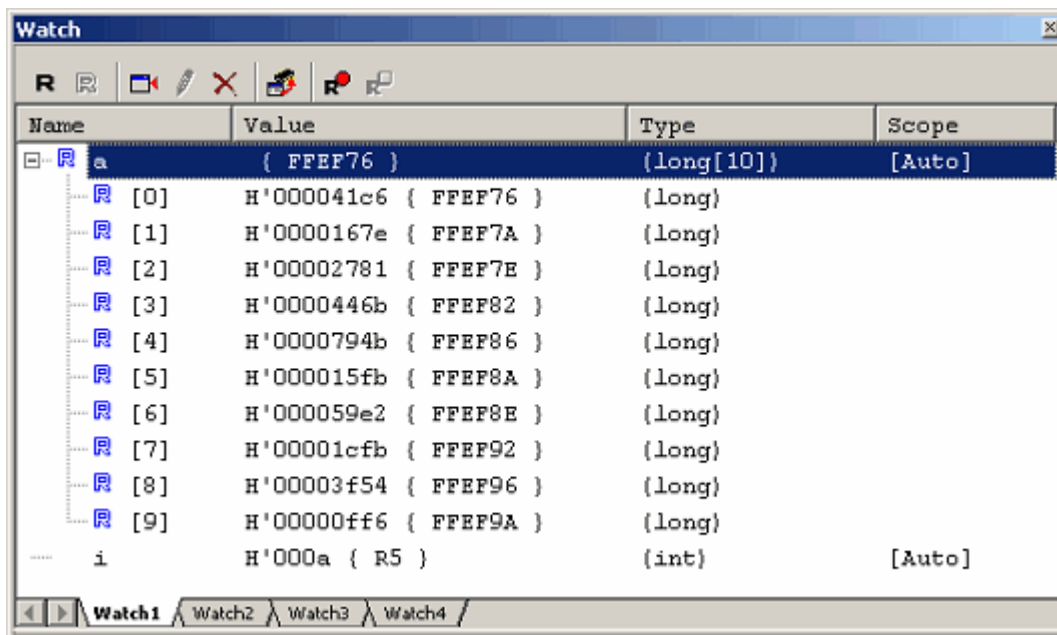 Watch
Name Value Type Scope
a { FFEF76 } {long[10]} [Auto]
[0] H'000041c6 { FFEF76 } {long}
[1] H'0000167e { FFEF7A } {long}
[2] H'00002781 { FFEF7E } {long}
[3] H'0000446b { FFEF82 } {long}
[4] H'0000794b { FFEF86 } {long}
[5] H'000015fb { FFEF8A } {long}
[6] H'000059e2 { FFEF8E } {long}
[7] H'00001cfb { FFEF92 } {long}
[8] H'00003f54 { FFEF96 } {long}
[9] H'00000ff6 { FFEF9A } {long}
i H'000a { R5 } {int} [Auto]
Watch1 Watch2 Watch3 Watch4